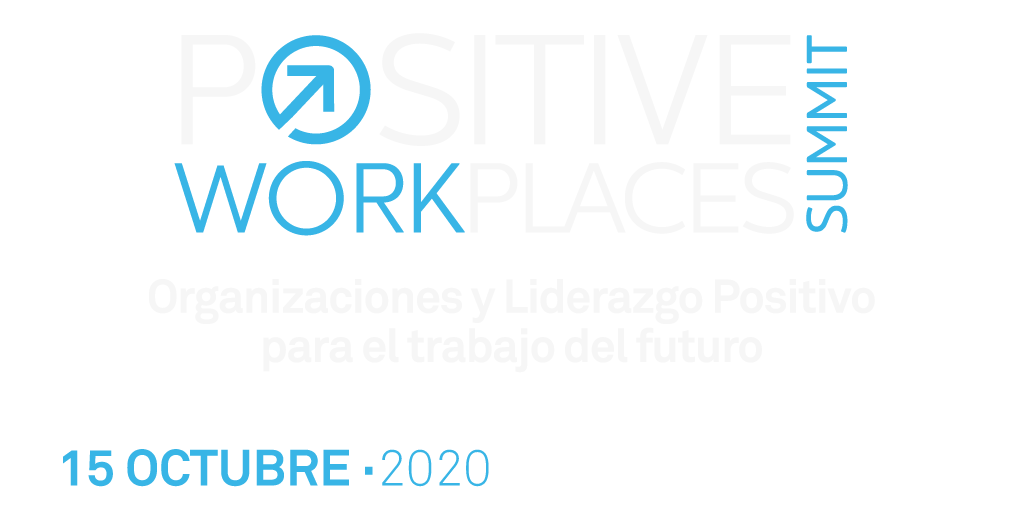 POSITIVE
WORKPLACES
SUMMIT
Organizaciones y Liderazgo Positivo
para el trabajo del futuro
15 OCTUBRE ·2020